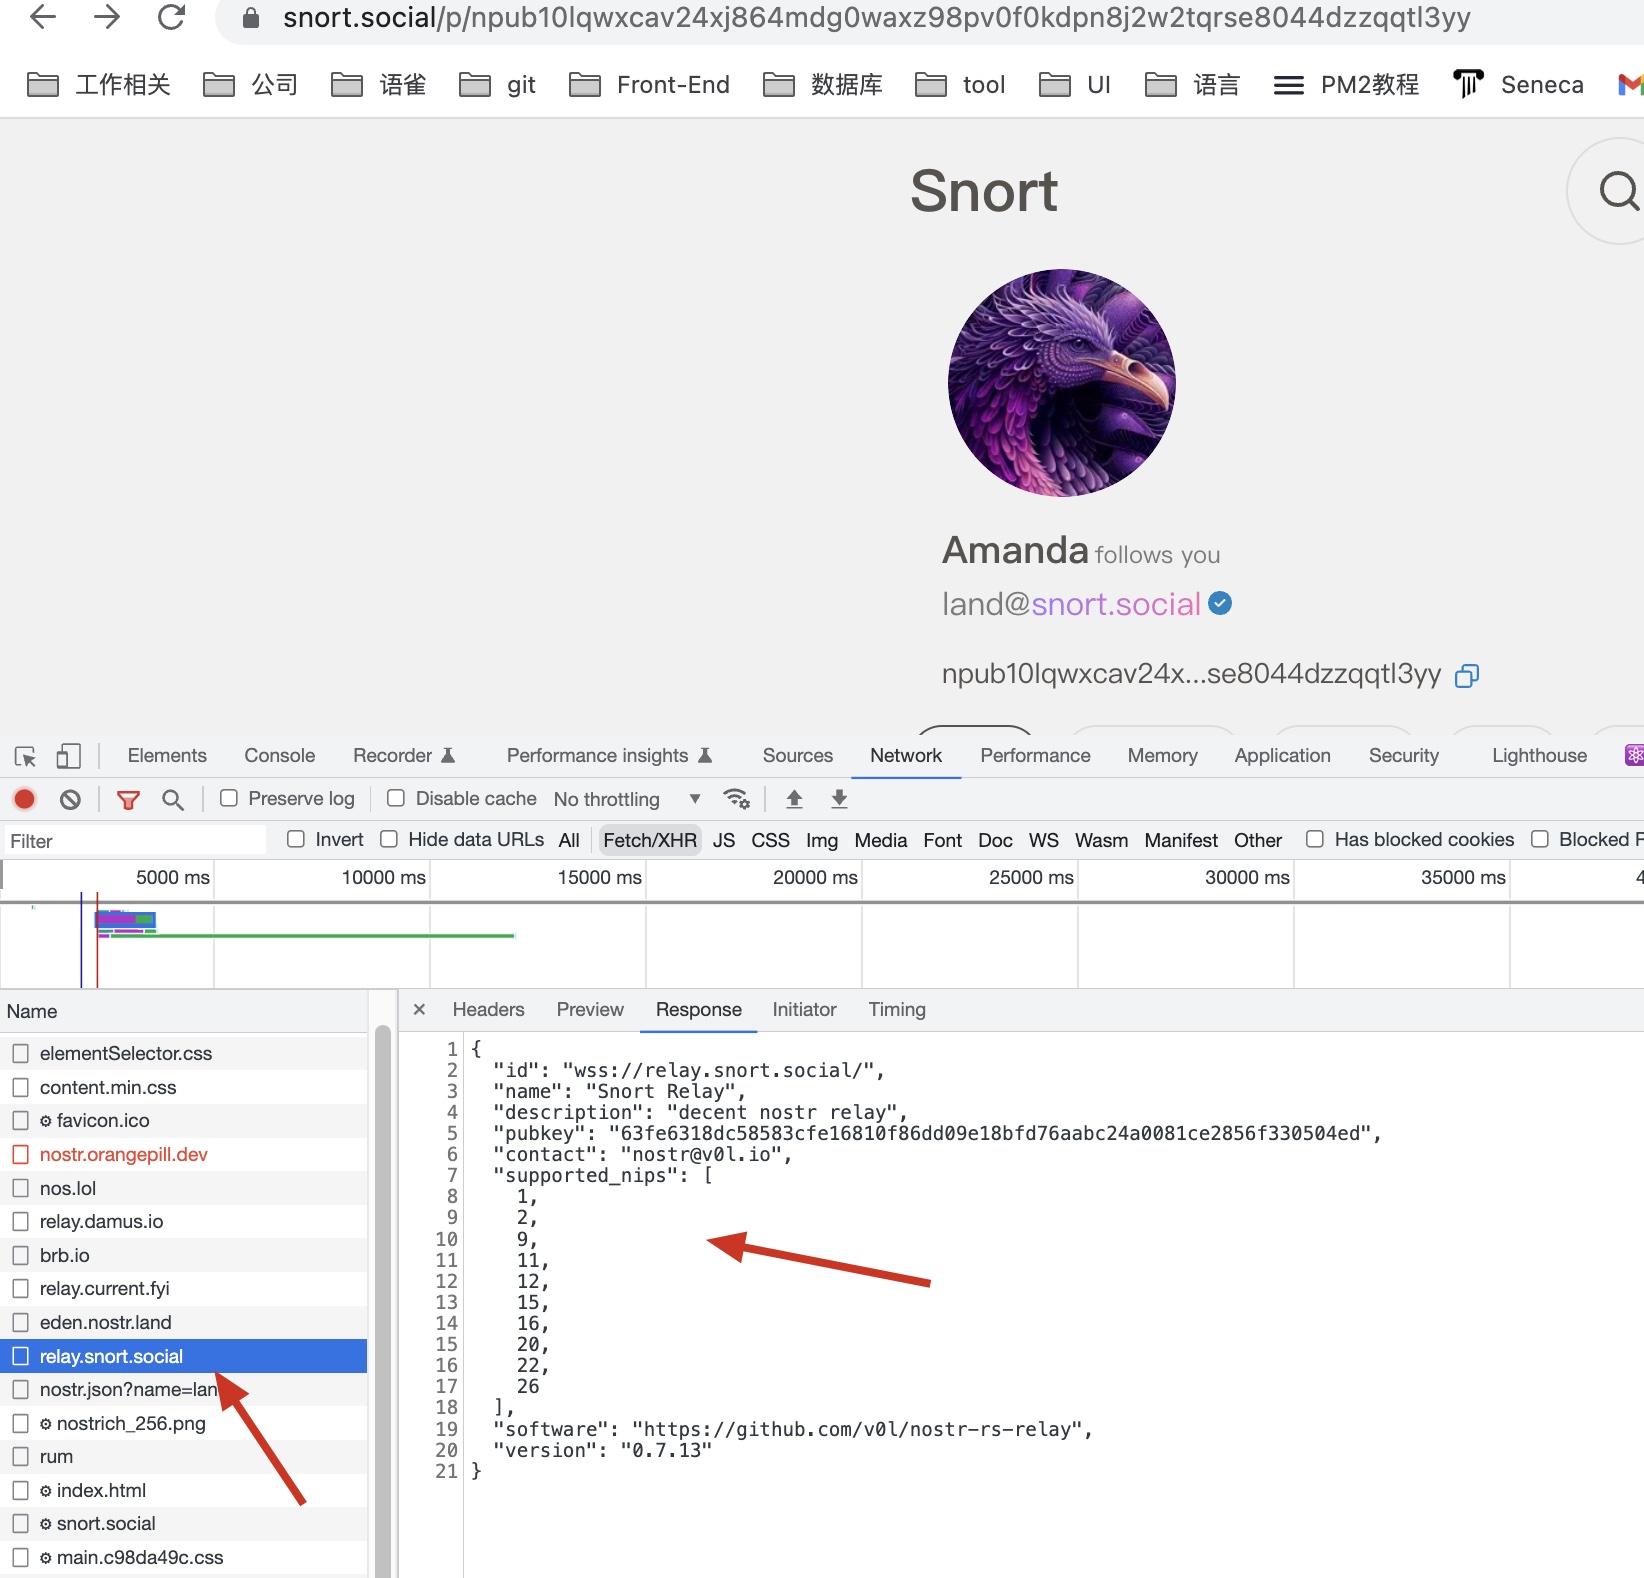 snort.social/p/npub10lqwxcav24xj864mdg0waxz98pv0f0kdpn8j2w2tqrse8044dzzqqtl3yy
工作相关 公司 语雀 git Front-End 数据库 tool UI 语言 PM2教程 Seneca
Snort
Amanda follows you
land@snort.social
npub10lqwxcav24x...se8044dzzqqtl3yy
Elements Console Recorder Performance insights Sources Network Performance Memory Application Security Lighthouse
Preserve log Disable cache No throttling
Filter Invert Hide data URLs All Fetch/XHR JS CSS Img Media Font Doc WS Wasm Manifest Other Has blocked cookies Blocked R
5000 ms 10000 ms 15000 ms 20000 ms 25000 ms 30000 ms 35000 ms 4
Name
elementSelector.css
content.min.css
favicon.ico
nostr.orangepill.dev
nos.lol
relay.damus.io
brb.io
relay.current.fyi
eden.nostr.land
relay.snort.social
nostr.json?name=lan
nostrich_256.png
rum
index.html
snort.social
main.c98da49c.css
× Headers Preview Response Initiator Timing
1 {
2 "id": "wss://relay.snort.social/",
3 "name": "Snort Relay",
4 "description": "decent nostr relay",
5 "pubkey": "63fe6318dc58583cfe16810f86dd09e18bfd76aabc24a0081ce2856f330504ed",
6 "contact": "nostr@v0l.io",
7 "supported_nips": [
8 1,
9 2,
10 9,
11 11,
12 12,
13 15,
14 16,
15 20,
16 22,
17 26
18 ],
19 "software": "https://github.com/v0l/nostr-rs-relay",
20 "version": "0.7.13"
21 }